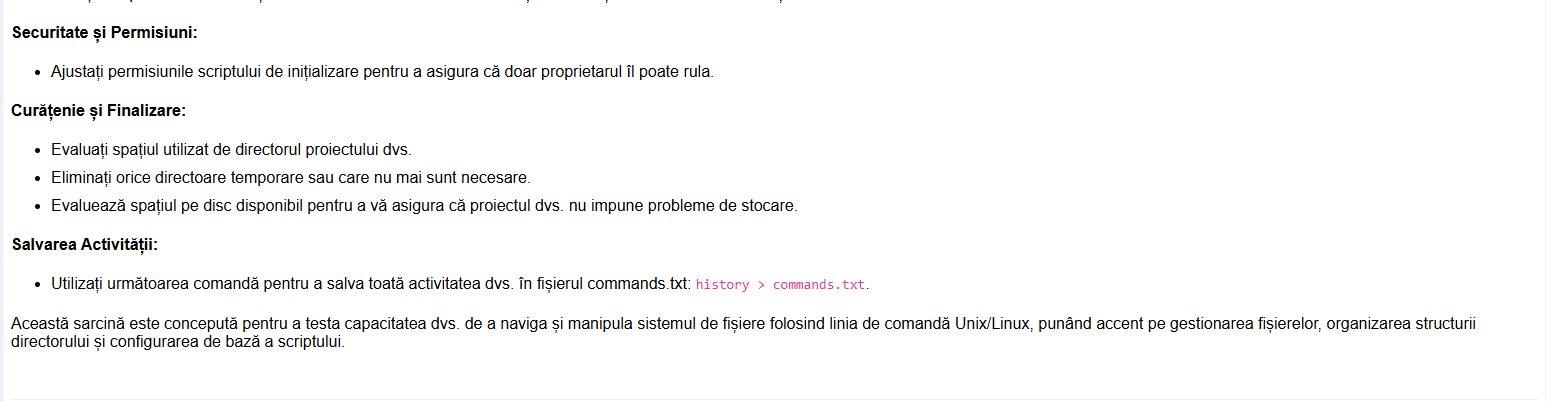 Securitate și Permisiuni:
• Ajustați permisiunile scriptului de inițializare pentru a asigura că doar proprietarul îl poate rula.
Curățenie și Finalizare:
• Evaluați spațiul utilizat de directorul proiectului dvs.
• Eliminați orice directoare temporare sau care nu mai sunt necesare.
• Evaluează spațiul pe disc disponibil pentru a vă asigura că proiectul dvs. nu impune probleme de stocare.
Salvarea Activității:
• Utilizați următoarea comandă pentru a salva toată activitatea dvs. în fișierul commands.txt: history > commands.txt.
Această sarcină este concepută pentru a testa capacitatea dvs. de a naviga și manipula sistemul de fișiere folosind linia de comandă Unix/Linux, punând accent pe gestionarea fișierelor, organizarea structurii
directorului și configurarea de bază a scriptului.